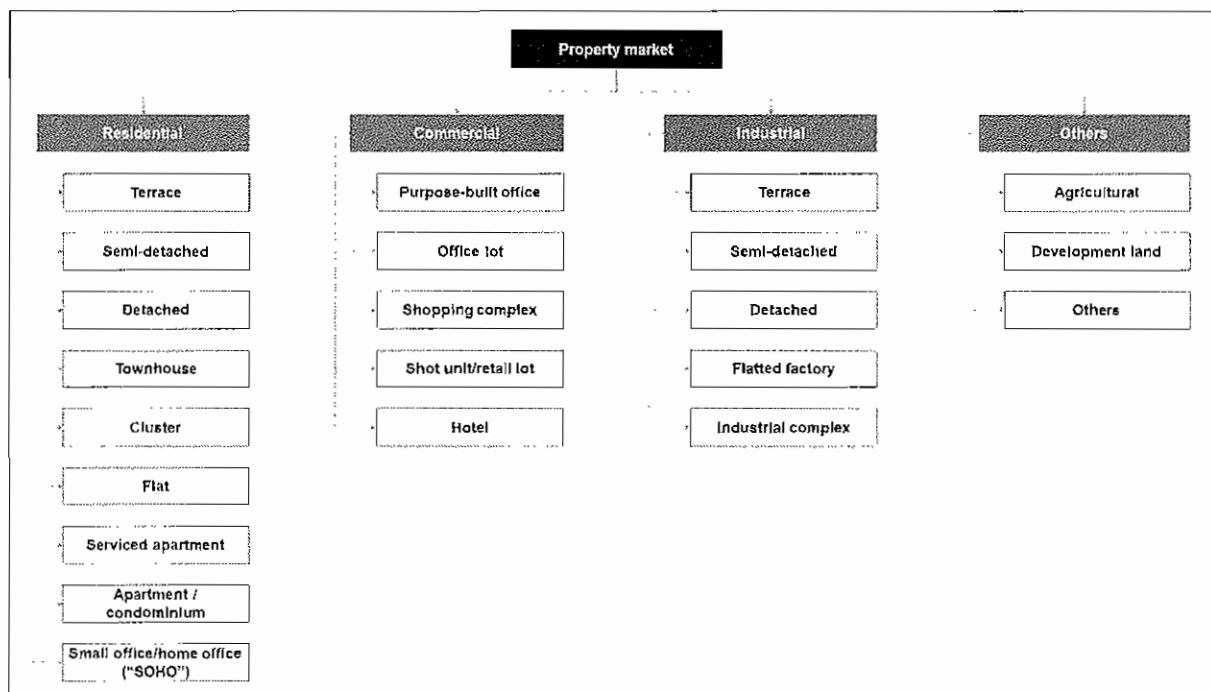 Property market
Residential
Terrace
Semi-detached
Detached
Townhouse
Cluster
Flat
Serviced apartment
Apartment /
condominium
Small office/home office
("SOHO")
Commercial
Purpose-built office
Office lot
Shopping complex
Shot unit/retail lot
Hotel
Industrial
Terrace
Semi-detached
Detached
Flatted factory
Industrial complex
Others
Agricultural
Development land
Others